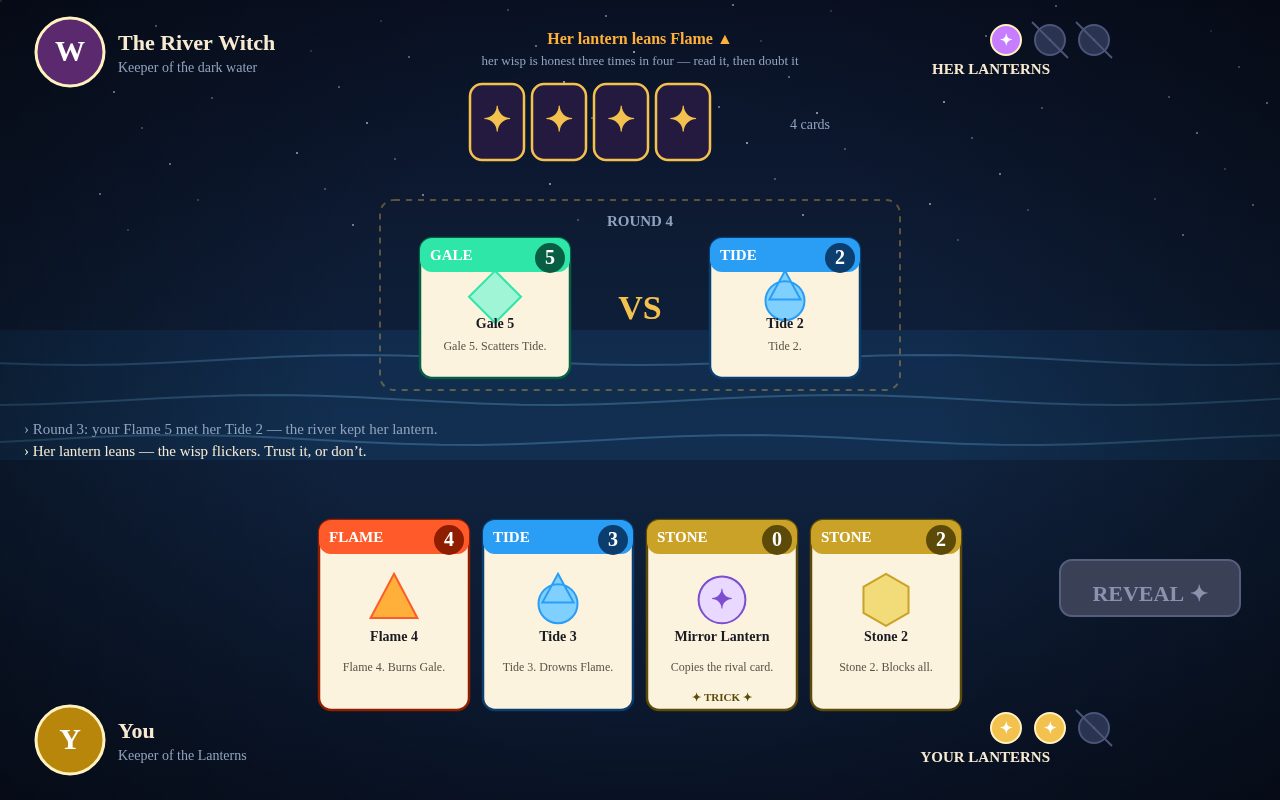 W
The River Witch
Keeper of the dark water
Her lantern leans Flame ▲
her wisp is honest three times in four — read it, then doubt it
HER LANTERNS
4 cards
ROUND 4
GALE 5
Gale 5
Gale 5. Scatters Tide.
VS
TIDE 2
Tide 2
Tide 2.
› Round 3: your Flame 5 met her Tide 2 — the river kept her lantern.
› Her lantern leans — the wisp flickers. Trust it, or don’t.
FLAME 4
Flame 4
Flame 4. Burns Gale.
TIDE 3
Tide 3
Tide 3. Drowns Flame.
STONE 0
Mirror Lantern
Copies the rival card.
✦ TRICK ✦
STONE 2
Stone 2
Stone 2. Blocks all.
REVEAL ✦
Y
You
Keeper of the Lanterns
YOUR LANTERNS